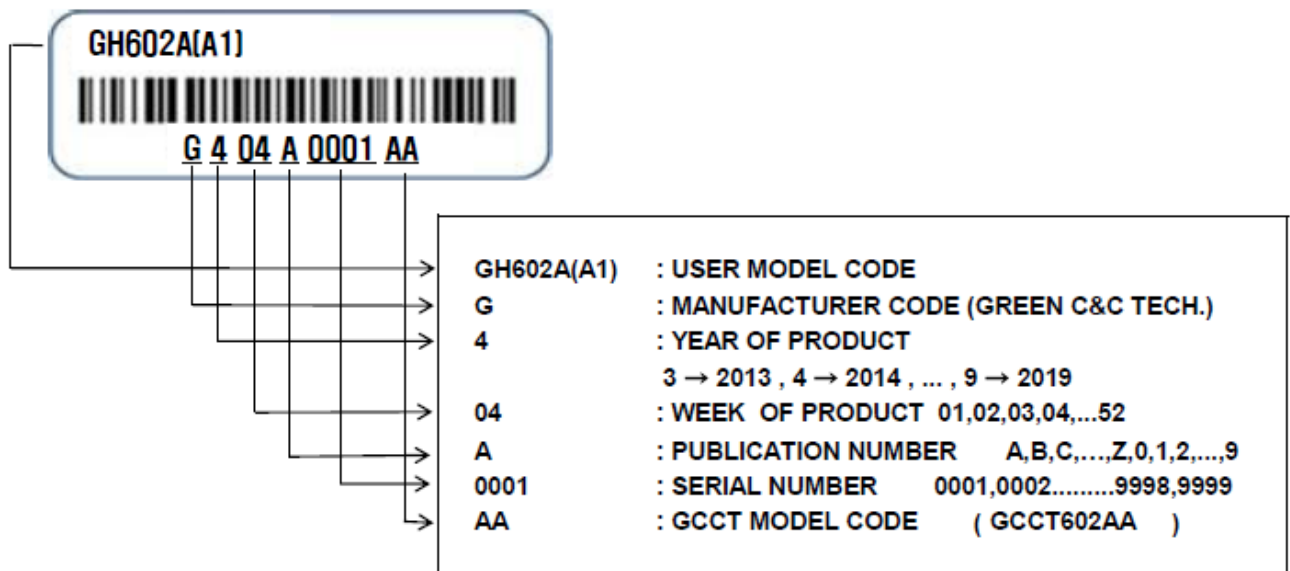 GH602A(A1)
G 4 04 A 0001 AA
GH602A(A1) : USER MODEL CODE
G : MANUFACTURER CODE (GREEN C&C TECH.)
4 : YEAR OF PRODUCT
3 → 2013 , 4 → 2014 , ... , 9 → 2019
04 : WEEK OF PRODUCT 01,02,03,04,...52
A : PUBLICATION NUMBER A,B,C,...,Z,0,1,2,...,9
0001 : SERIAL NUMBER 0001,0002.........9998,9999
AA : GCCT MODEL CODE ( GCCT602AA )